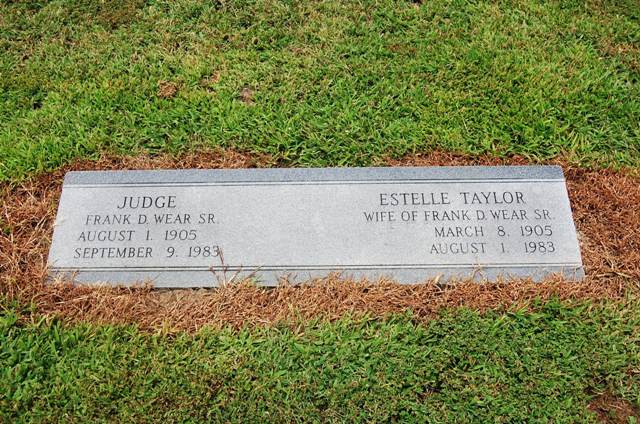 JUDGE
FRANK D. WEAR SR.
AUGUST 1. 1905
SEPTEMBER 9. 1983
ESTELLE TAYLOR
WIFE OF FRANK D. WEAR SR.
MARCH 8. 1905
AUGUST 1. 1983